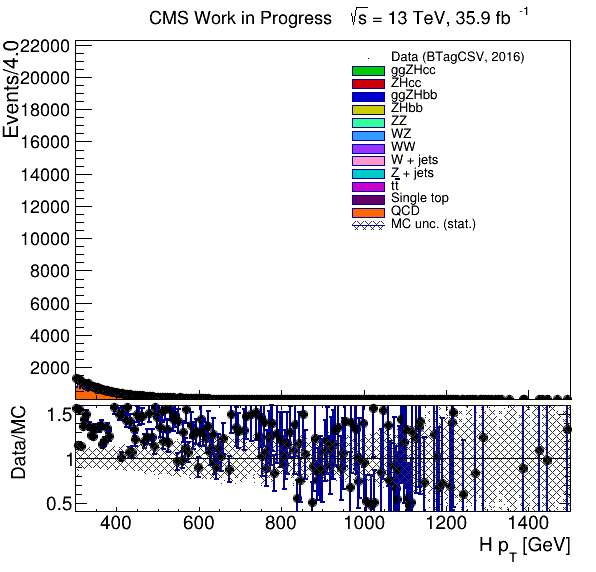 CMS Work in Progress √s = 13 TeV, 35.9 fb -1
Events/4.0
22000
20000
18000
16000
14000
12000
10000
8000
6000
4000
2000
Data (BTagCSV, 2016)
ggZHcc
ZHcc
ggZHbb
ZHbb
ZZ
WZ
WW
W + jets
Z + jets
tt̅
Single top
QCD
MC unc. (stat.)
Data/MC
1.5
1
0.5
400 600 800 1000 1200 1400
H pT [GeV]